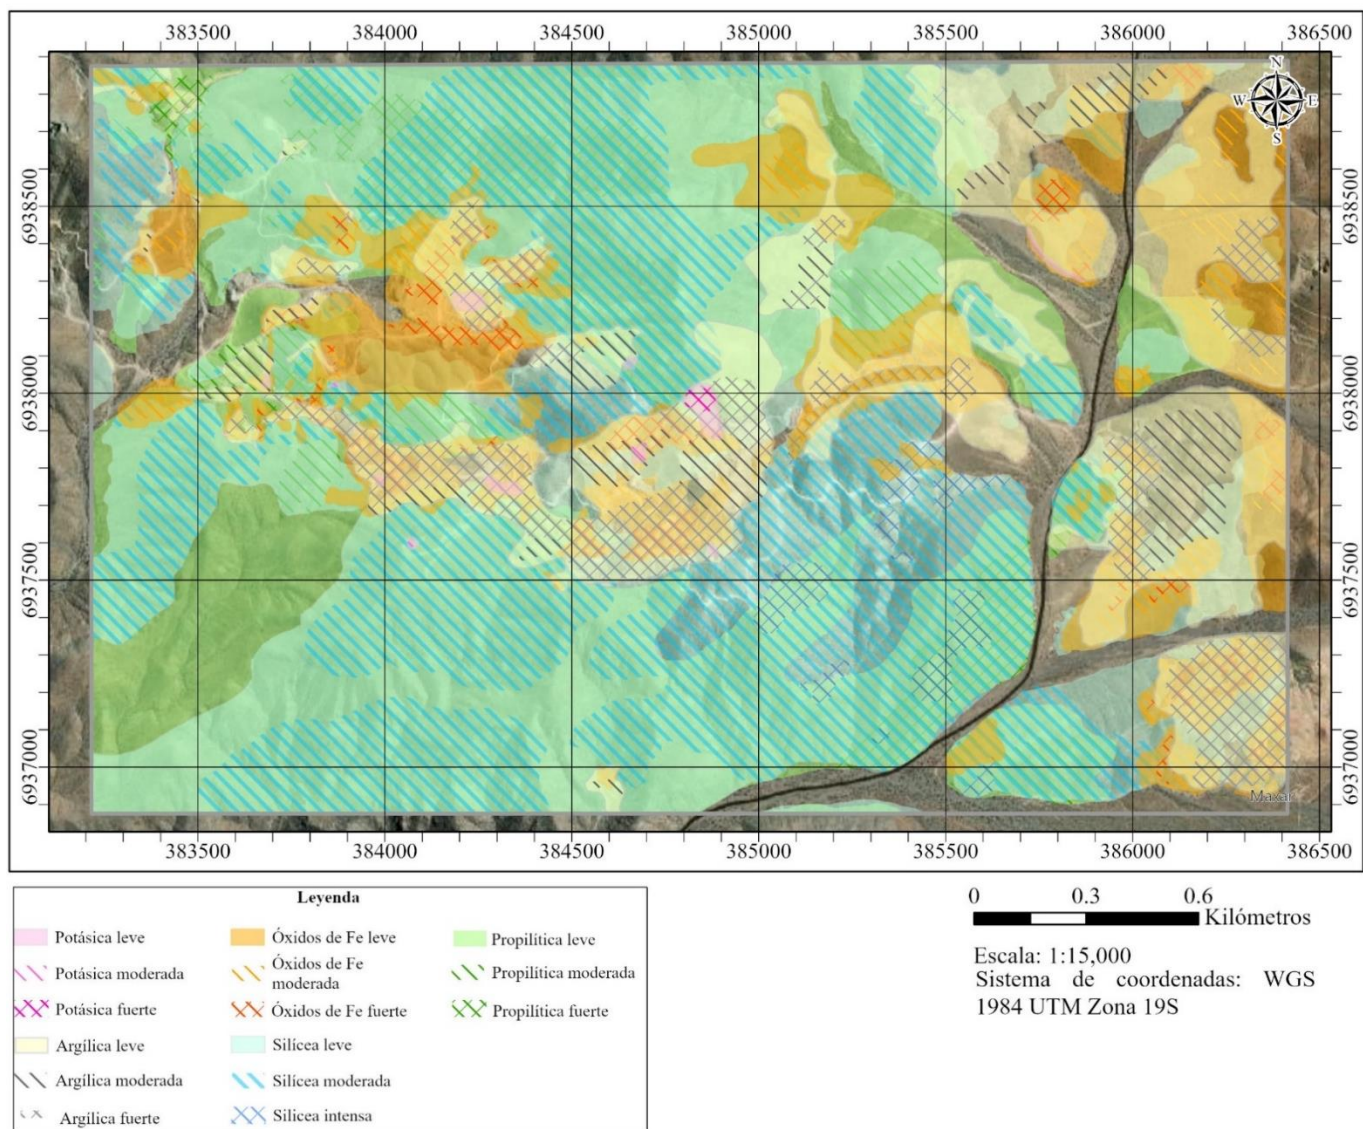 383500 384000 384500 385000 385500 386000 386500
N
W E
S
6938500 6938500
6938000 6938000
6937500 6937500
6937000 6937000
Maxar
383500 384000 384500 385000 385500 386000 386500
Leyenda
Potásica leve
Potásica moderada
Potásica fuerte
Argílica leve
Argílica moderada
Argílica fuerte
Óxidos de Fe leve
Óxidos de Fe
moderada
Óxidos de Fe fuerte
Silícea leve
Silícea moderada
Silicea intensa
Propilítica leve
Propilítica moderada
Propilítica fuerte
0 0.3 0.6
Kilómetros
Escala: 1:15,000
Sistema de coordenadas: WGS
1984 UTM Zona 19S